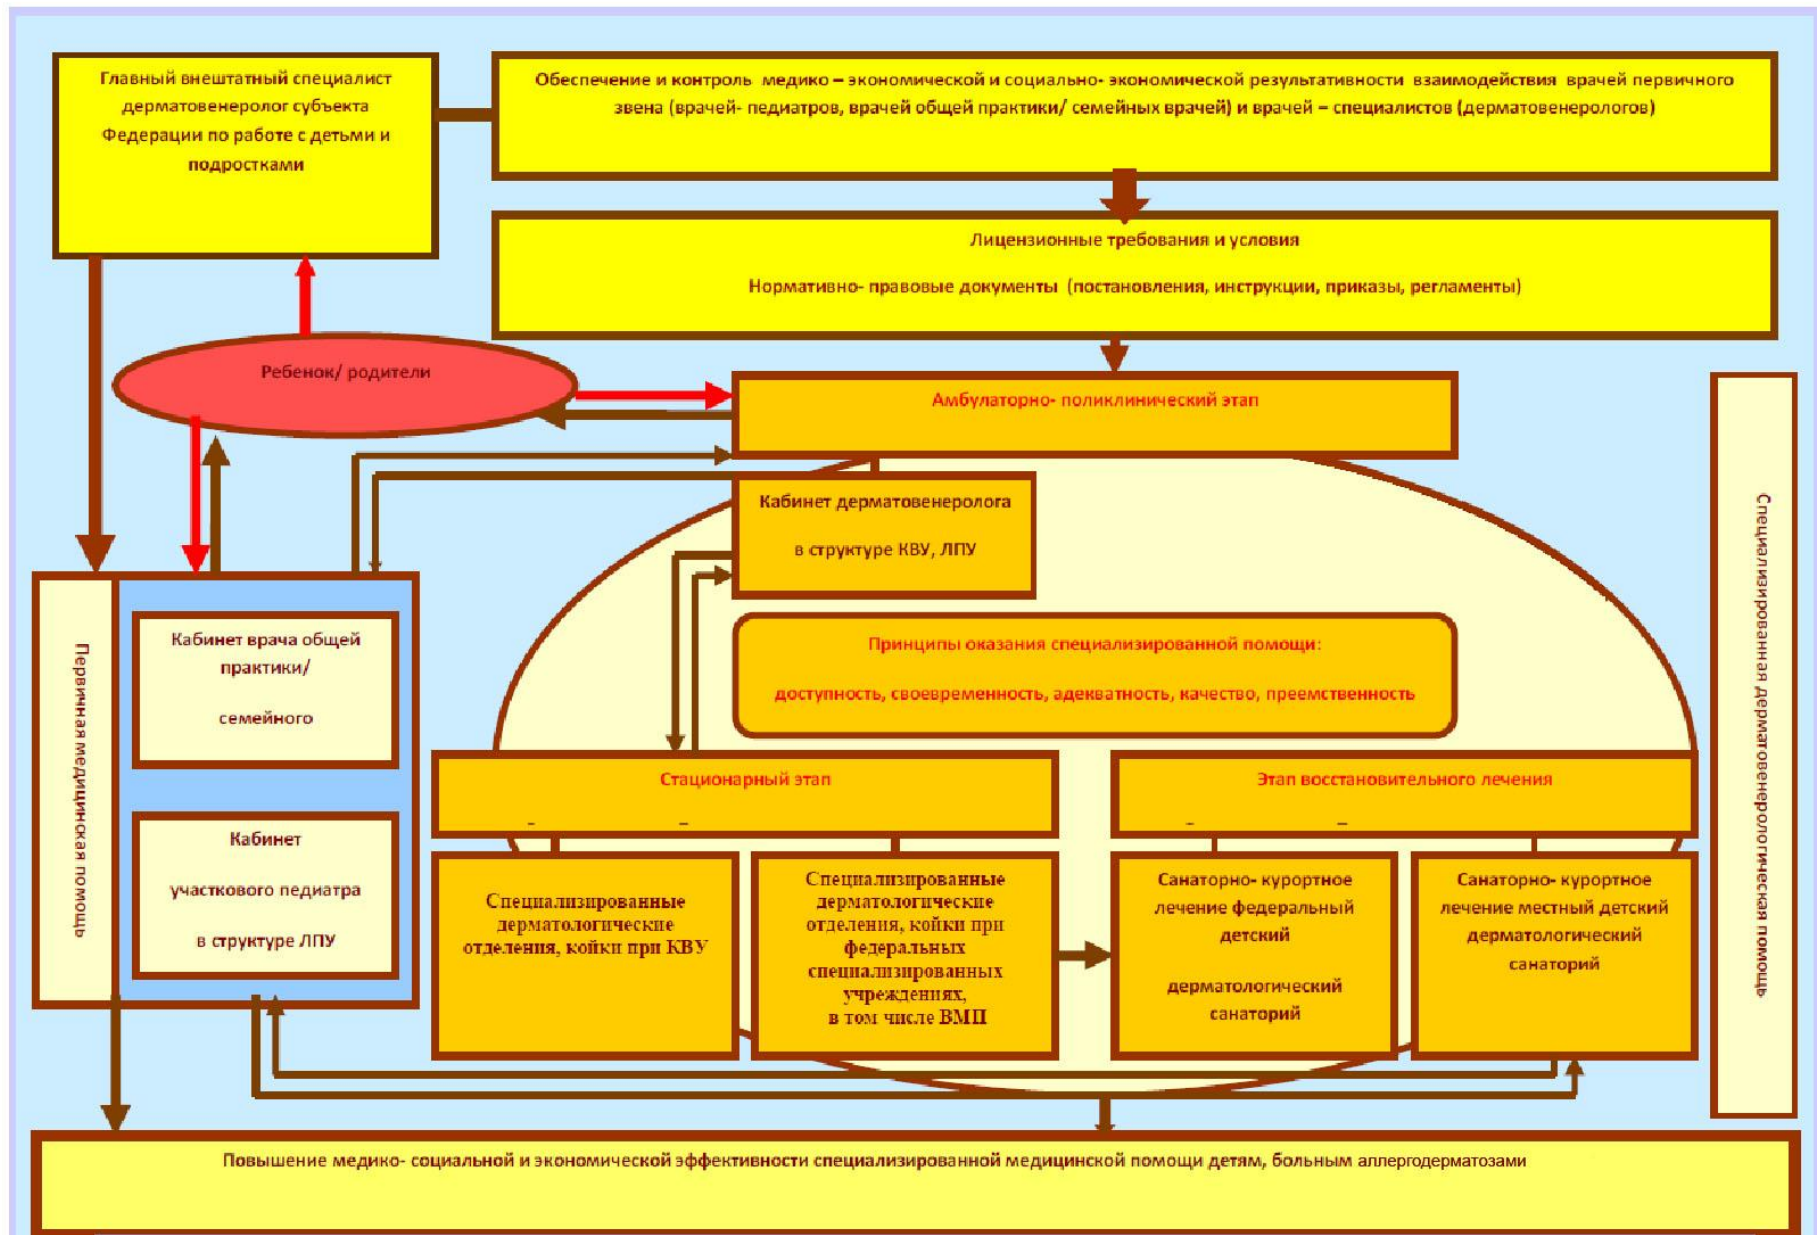 Главный внештатный специалист
дерматовенеролог субъекта
Федерации по работе с детьми и
подростками
Обеспечение и контроль медико – экономической и социально- экономической результативности взаимодействия врачей первичного
звена (врачей- педиатров, врачей общей практики/ семейных врачей) и врачей – специалистов (дерматовенерологов)
Лицензионные требования и условия
Нормативно- правовые документы (постановления, инструкции, приказы, регламенты)
Ребенок/ родители
Амбулаторно- поликлинический этап
Кабинет дерматовенеролога
в структуре КВУ, ЛПУ
Принципы оказания специализированной помощи:
доступность, своевременность, адекватность, качество, преемственность
Первичная медицинская помощь
Кабинет врача общей
практики/
семейного
Кабинет
участкового педиатра
в структуре ЛПУ
Стационарный этап
Этап восстановительного лечения
Специализированные
дерматологические
отделения, койки при КВУ
Специализированные
дерматологические
отделения, койки при
федеральных
специализированных
учреждениях,
в том числе ВМП
Санаторно- курортное
лечение федеральный
детский
дерматологический
санаторий
Санаторно- курортное
лечение местный детский
дерматологический
санаторий
Специализированная дерматовенерологическая помощь
Повышение медико- социальной и экономической эффективности специализированной медицинской помощи детям, больным аллергодерматозами